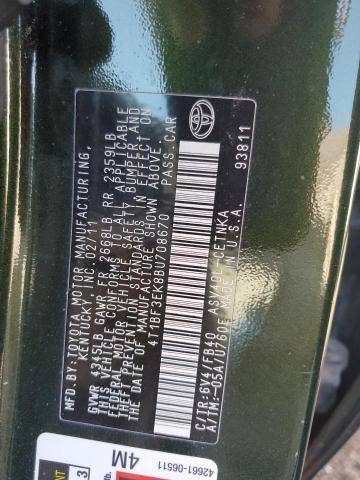 MFD.BY:TOYOTA MOTOR MANUFACTURING,
KENTUCKY, INC. 02/11
GVWR 4345LB GAWR FR 2668LB RR 2359LB
THIS VEHICLE CONFORMS TO ALL APPLICABLE
FEDERAL MOTOR VEHICLE SAFETY, BUMPER, AND
THEFT PREVENTION STANDARDS IN EFFECT ON
THE DATE OF MANUFACTURE SHOWN ABOVE.
4T1BF3EK8BU708670 PASS.CAR
C/TR:6V4/FB40 ASV40L-CETNKA
A/TM:-05A/U760E MADE IN U.S.A.
93811
42661-06511
4M